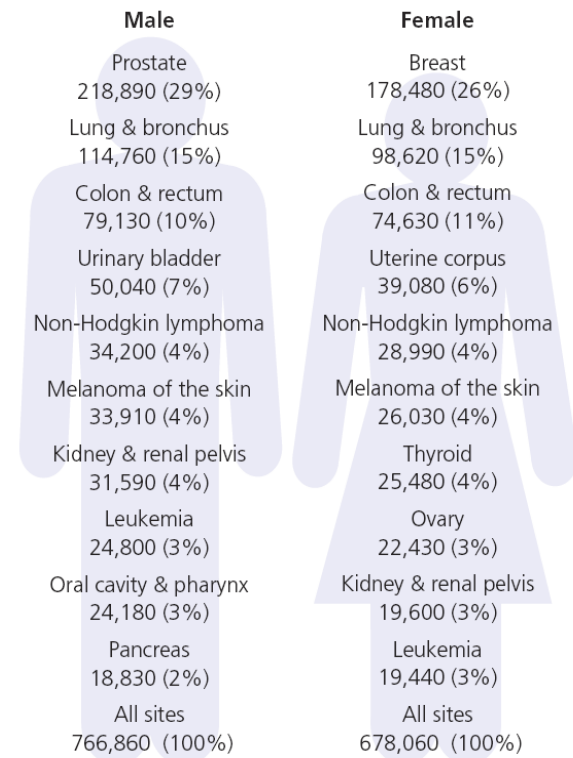 Male
Prostate
218,890 (29%)
Lung & bronchus
114,760 (15%)
Colon & rectum
79,130 (10%)
Urinary bladder
50,040 (7%)
Non-Hodgkin lymphoma
34,200 (4%)
Melanoma of the skin
33,910 (4%)
Kidney & renal pelvis
31,590 (4%)
Leukemia
24,800 (3%)
Oral cavity & pharynx
24,180 (3%)
Pancreas
18,830 (2%)
All sites
766,860 (100%)
Female
Breast
178,480 (26%)
Lung & bronchus
98,620 (15%)
Colon & rectum
74,630 (11%)
Uterine corpus
39,080 (6%)
Non-Hodgkin lymphoma
28,990 (4%)
Melanoma of the skin
26,030 (4%)
Thyroid
25,480 (4%)
Ovary
22,430 (3%)
Kidney & renal pelvis
19,600 (3%)
Leukemia
19,440 (3%)
All sites
678,060 (100%)